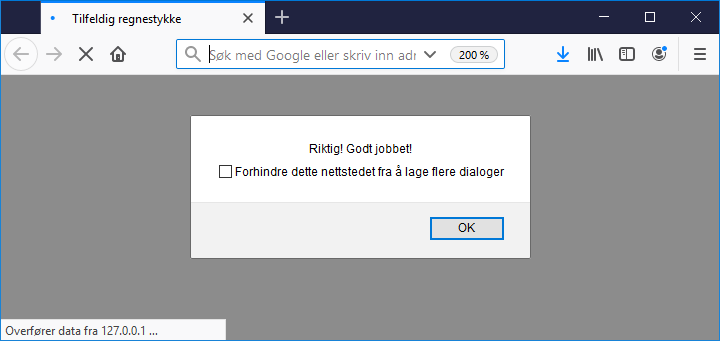 Tilfeldig regnestykke
Søk med Google eller skriv inn adr
200 %
Riktig! Godt jobbet!
Forhindre dette nettstedet fra å lage flere dialoger
OK
Overfører data fra 127.0.0.1 ...